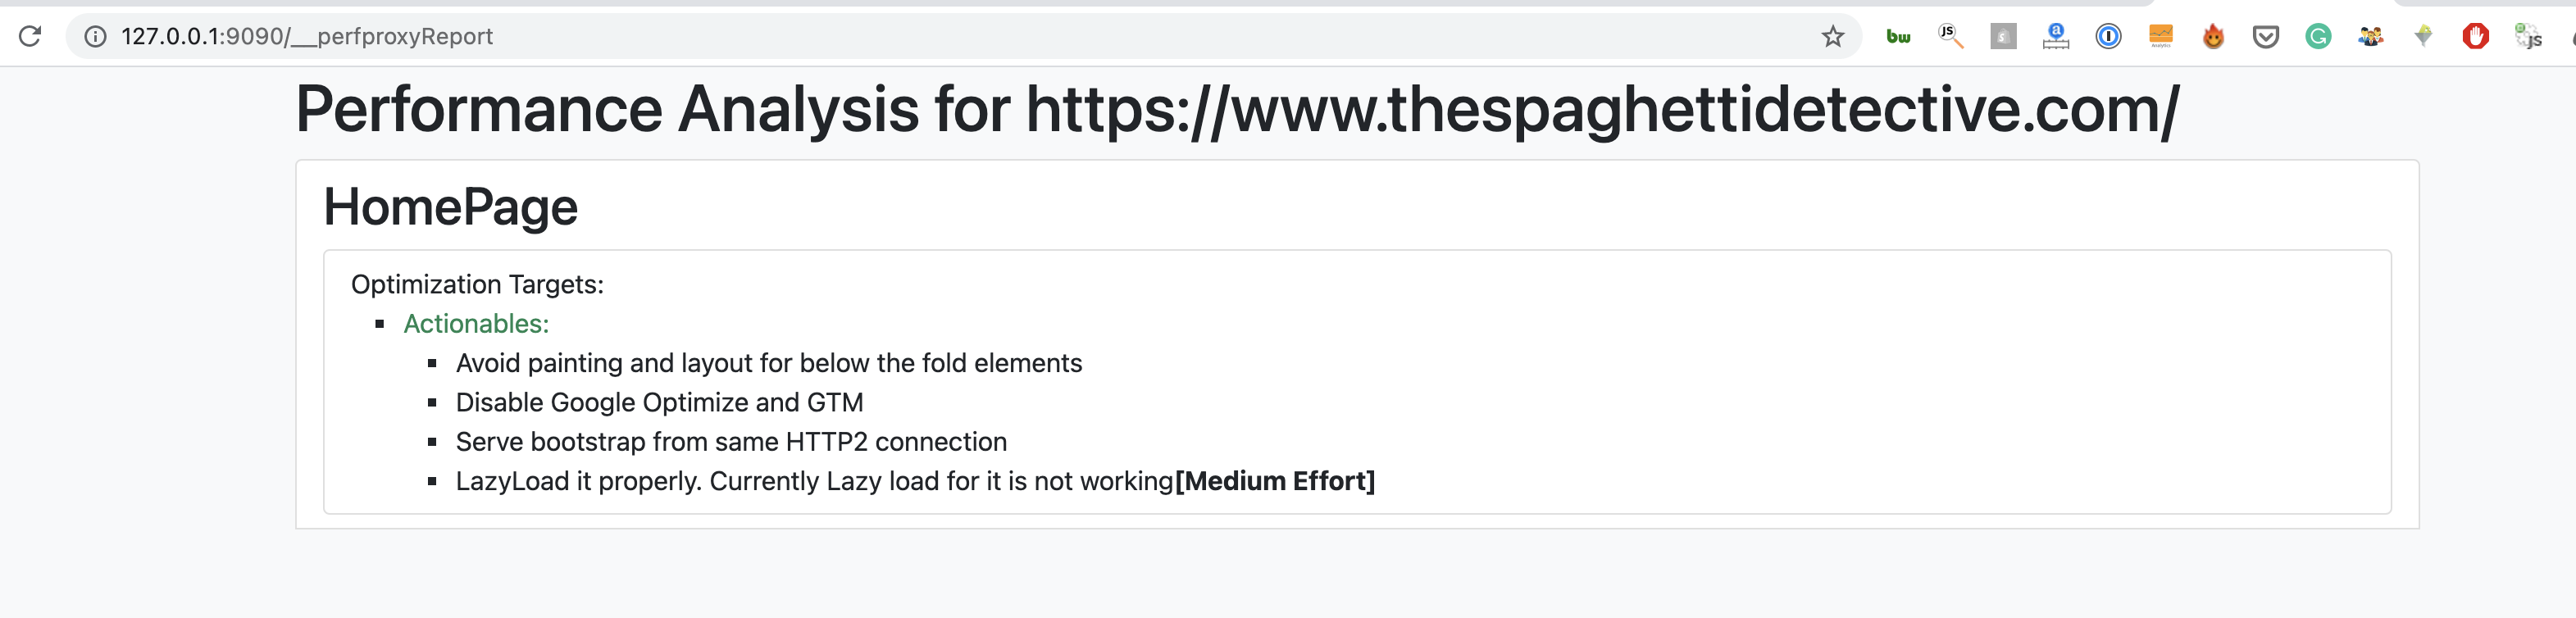 127.0.0.1:9090/__perfproxyReport
bw
JS
a
Analytics
G
JS
Performance Analysis for https://www.thespaghettidetective.com/
HomePage
Optimization Targets:
Actionables:
Avoid painting and layout for below the fold elements
Disable Google Optimize and GTM
Serve bootstrap from same HTTP2 connection
LazyLoad it properly. Currently Lazy load for it is not working[Medium Effort]